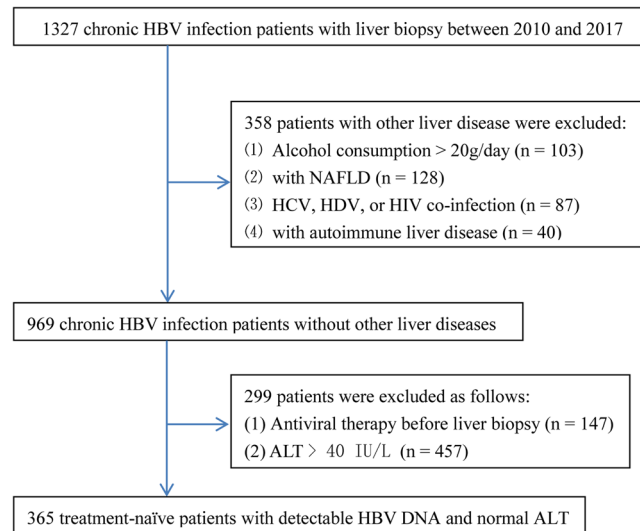 1327 chronic HBV infection patients with liver biopsy between 2010 and 2017
358 patients with other liver disease were excluded:
(1) Alcohol consumption > 20g/day (n = 103)
(2) with NAFLD (n = 128)
(3) HCV, HDV, or HIV co-infection (n = 87)
(4) with autoimmune liver disease (n = 40)
969 chronic HBV infection patients without other liver diseases
299 patients were excluded as follows:
(1) Antiviral therapy before liver biopsy (n = 147)
(2) ALT > 40 IU/L (n = 457)
365 treatment-naïve patients with detectable HBV DNA and normal ALT